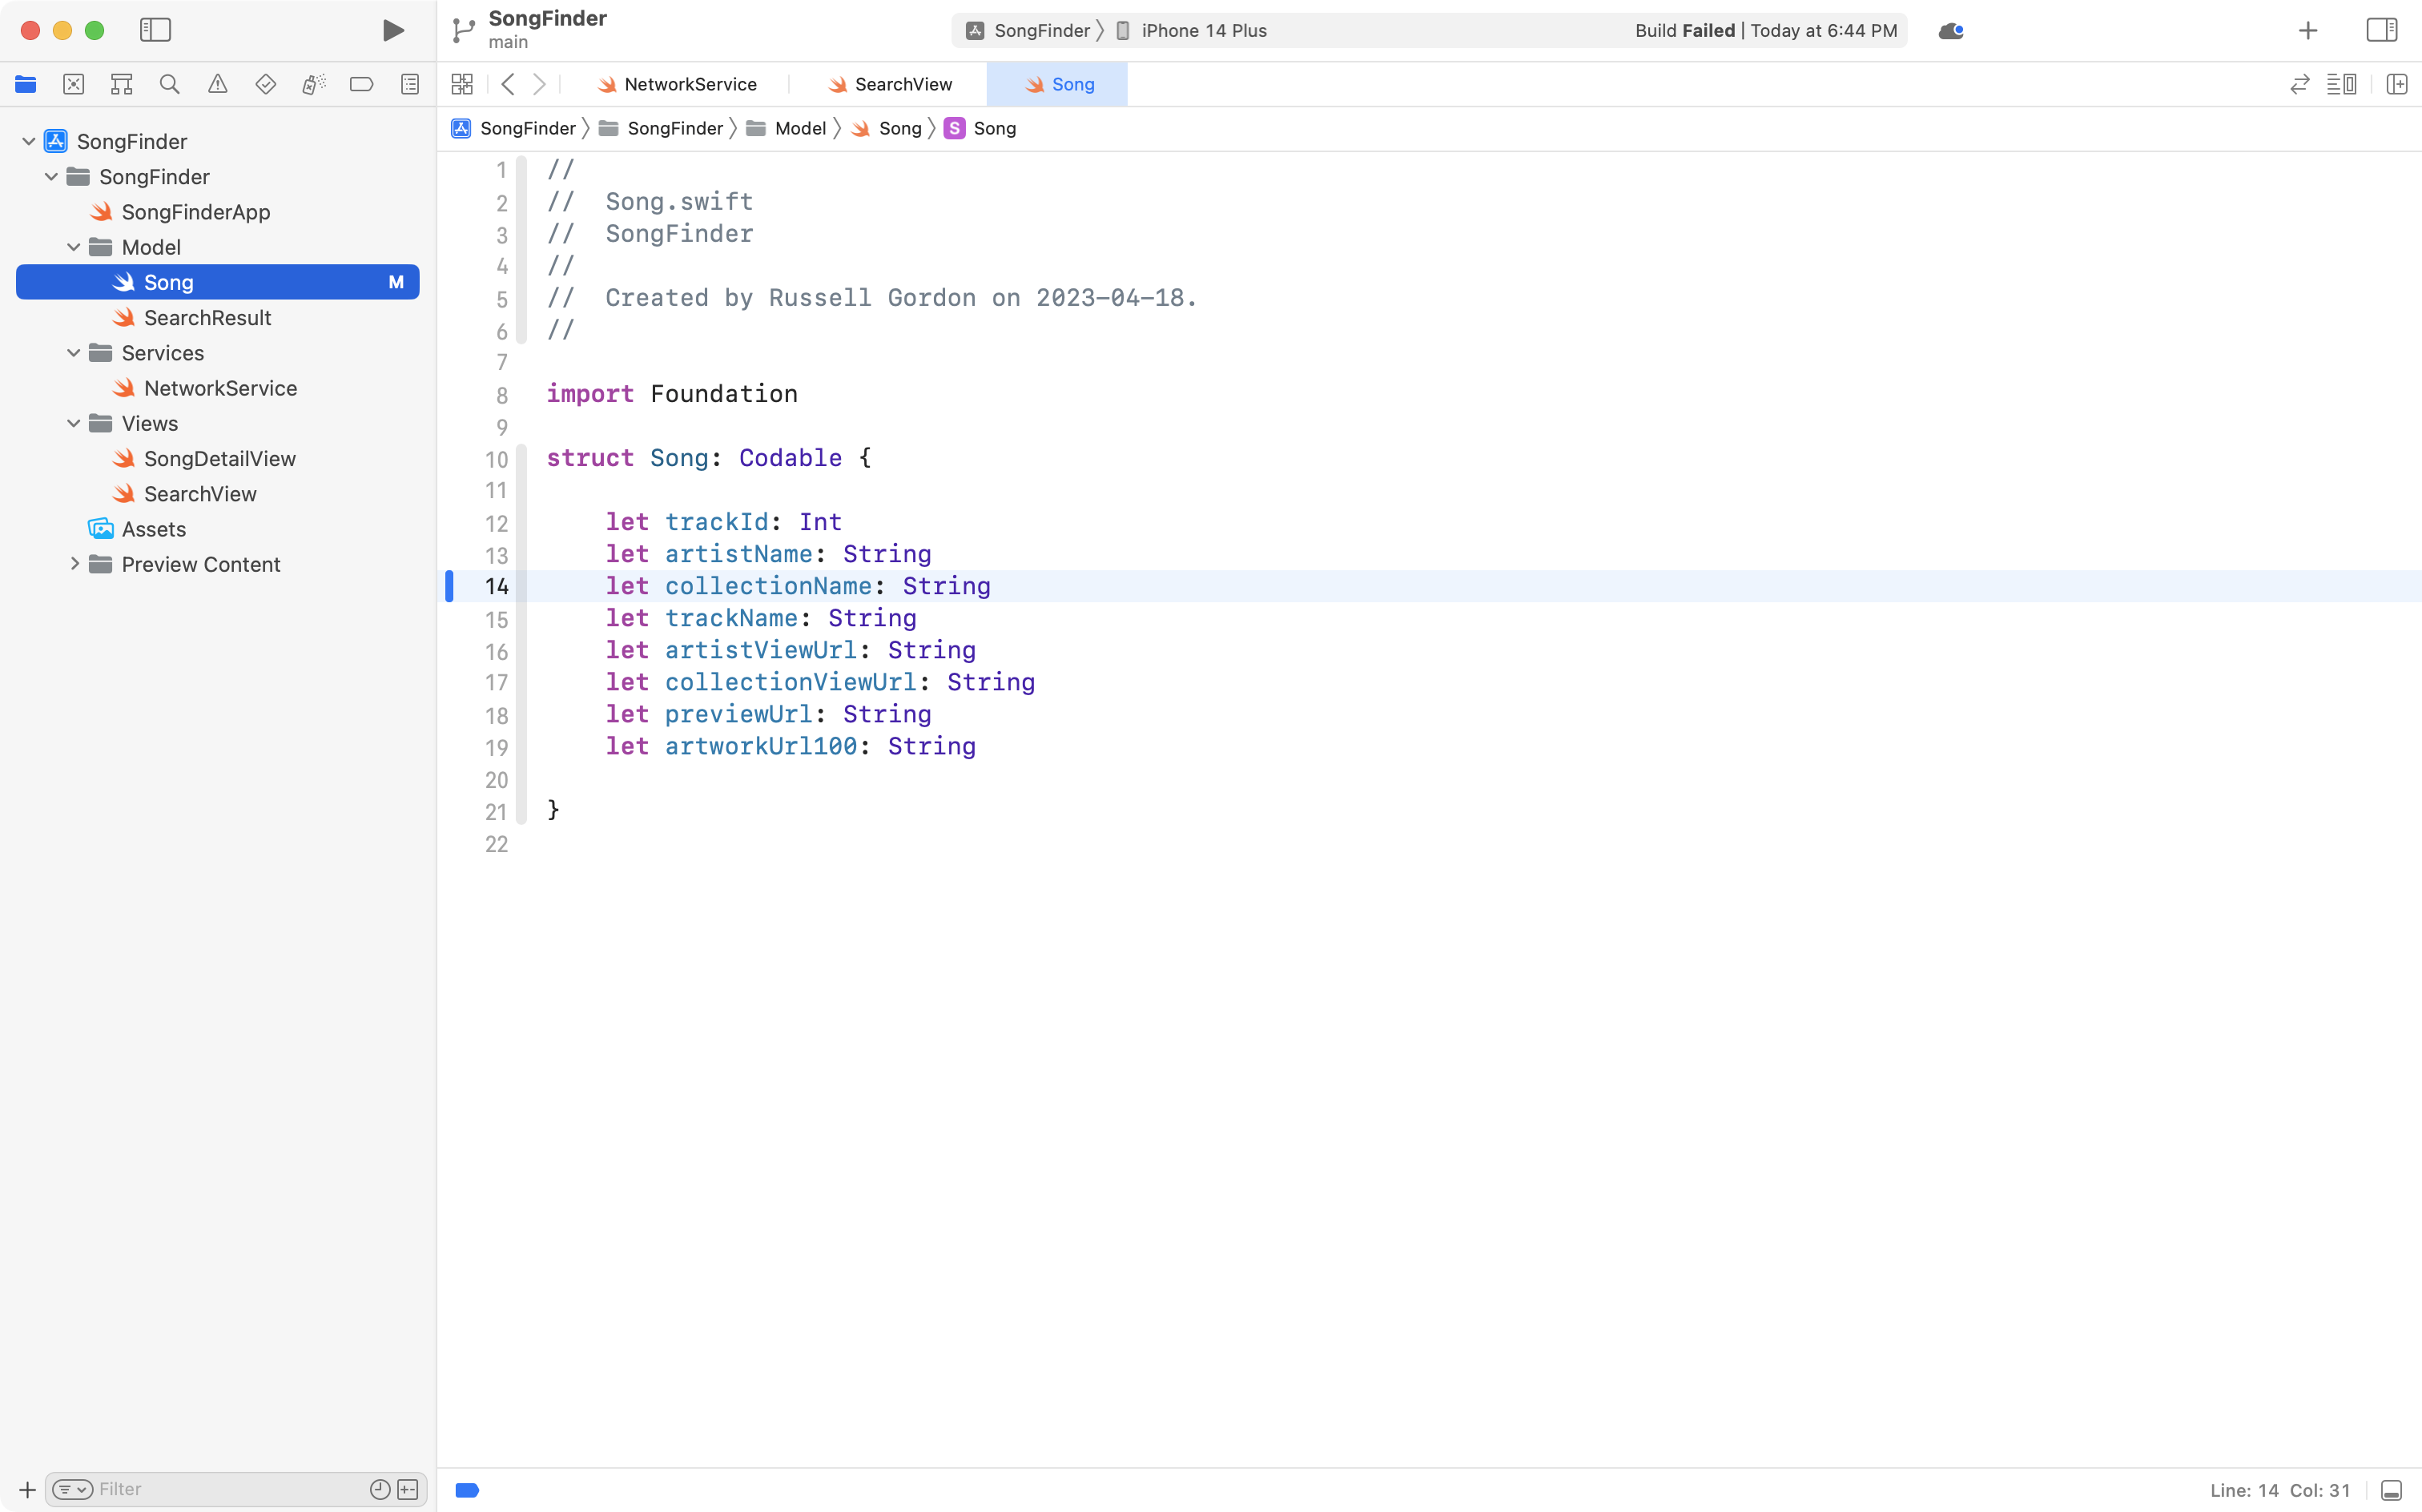 SongFinder
main
SongFinder 〉 iPhone 14 Plus
Build Failed | Today at 6:44 PM
NetworkService
SearchView
Song
SongFinder 〉 SongFinder 〉 Model 〉 Song 〉 S Song
SongFinder
SongFinder
SongFinderApp
Model
Song M
SearchResult
Services
NetworkService
Views
SongDetailView
SearchView
Assets
Preview Content
Filter
1 //
2 //  Song.swift
3 //  SongFinder
4 //
5 //  Created by Russell Gordon on 2023-04-18.
6 //
7
8 import Foundation
9
10 struct Song: Codable {
11
12     let trackId: Int
13     let artistName: String
14     let collectionName: String
15     let trackName: String
16     let artistViewUrl: String
17     let collectionViewUrl: String
18     let previewUrl: String
19     let artworkUrl100: String
20
21 }
22
Line: 14 Col: 31